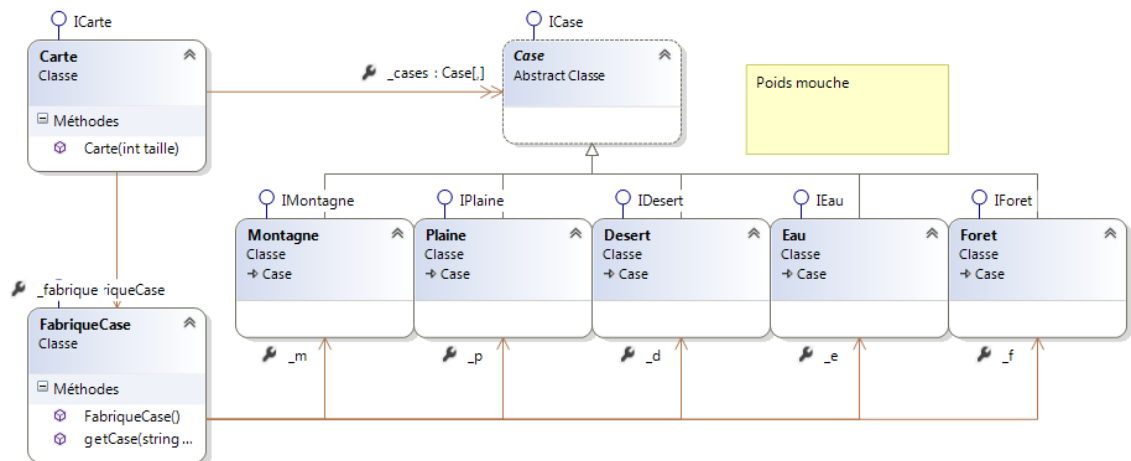 ICarte
ICase
Carte
Classe
Méthodes
Carte(int taille)
_cases : Case[,]
Case
Abstract Classe
Poids mouche
IMontagne
IPlaine
IDesert
IEau
IForet
Montagne
Classe
Case
Plaine
Classe
Case
Desert
Classe
Case
Eau
Classe
Case
Foret
Classe
Case
_fabrique riqueCase
FabriqueCase
Classe
Méthodes
FabriqueCase()
getCase(string ...
_m
_p
_d
_e
_f